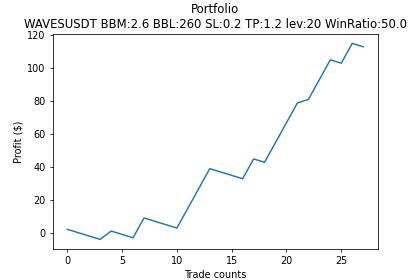 Portfolio
WAVESUSDT BBM:2.6 BBL:260 SL:0.2 TP:1.2 lev:20 WinRatio:50.0
120
100
80
60
40
20
0
Profit ($)
0 5 10 15 20 25
Trade counts